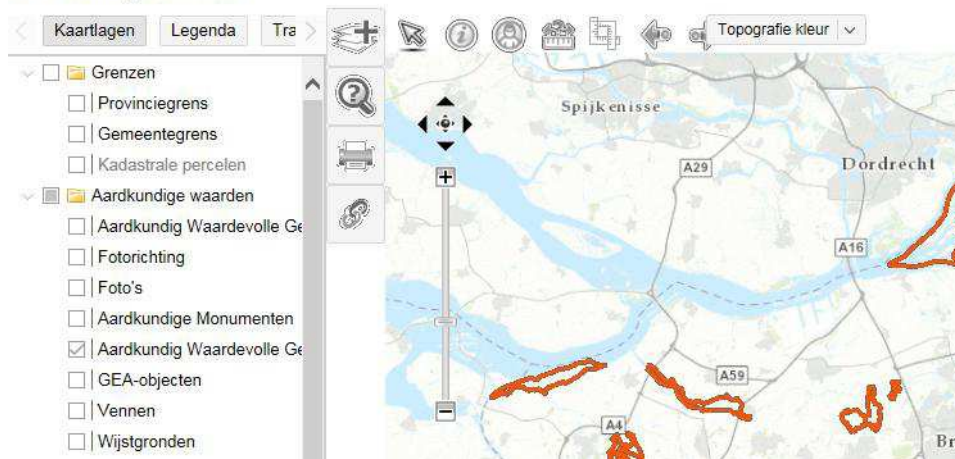 Kaartlagen Legenda Tra
Topografie kleur
Grenzen
Provinciegrens
Gemeentegrens
Kadastrale percelen
Aardkundige waarden
Aardkundig Waardevolle Ge
Fotorichting
Foto's
Aardkundige Monumenten
Aardkundig Waardevolle Ge
GEA-objecten
Vennen
Wijstgronden
Spijkenisse
A29
Dordrecht
A16
A59
A4
Br